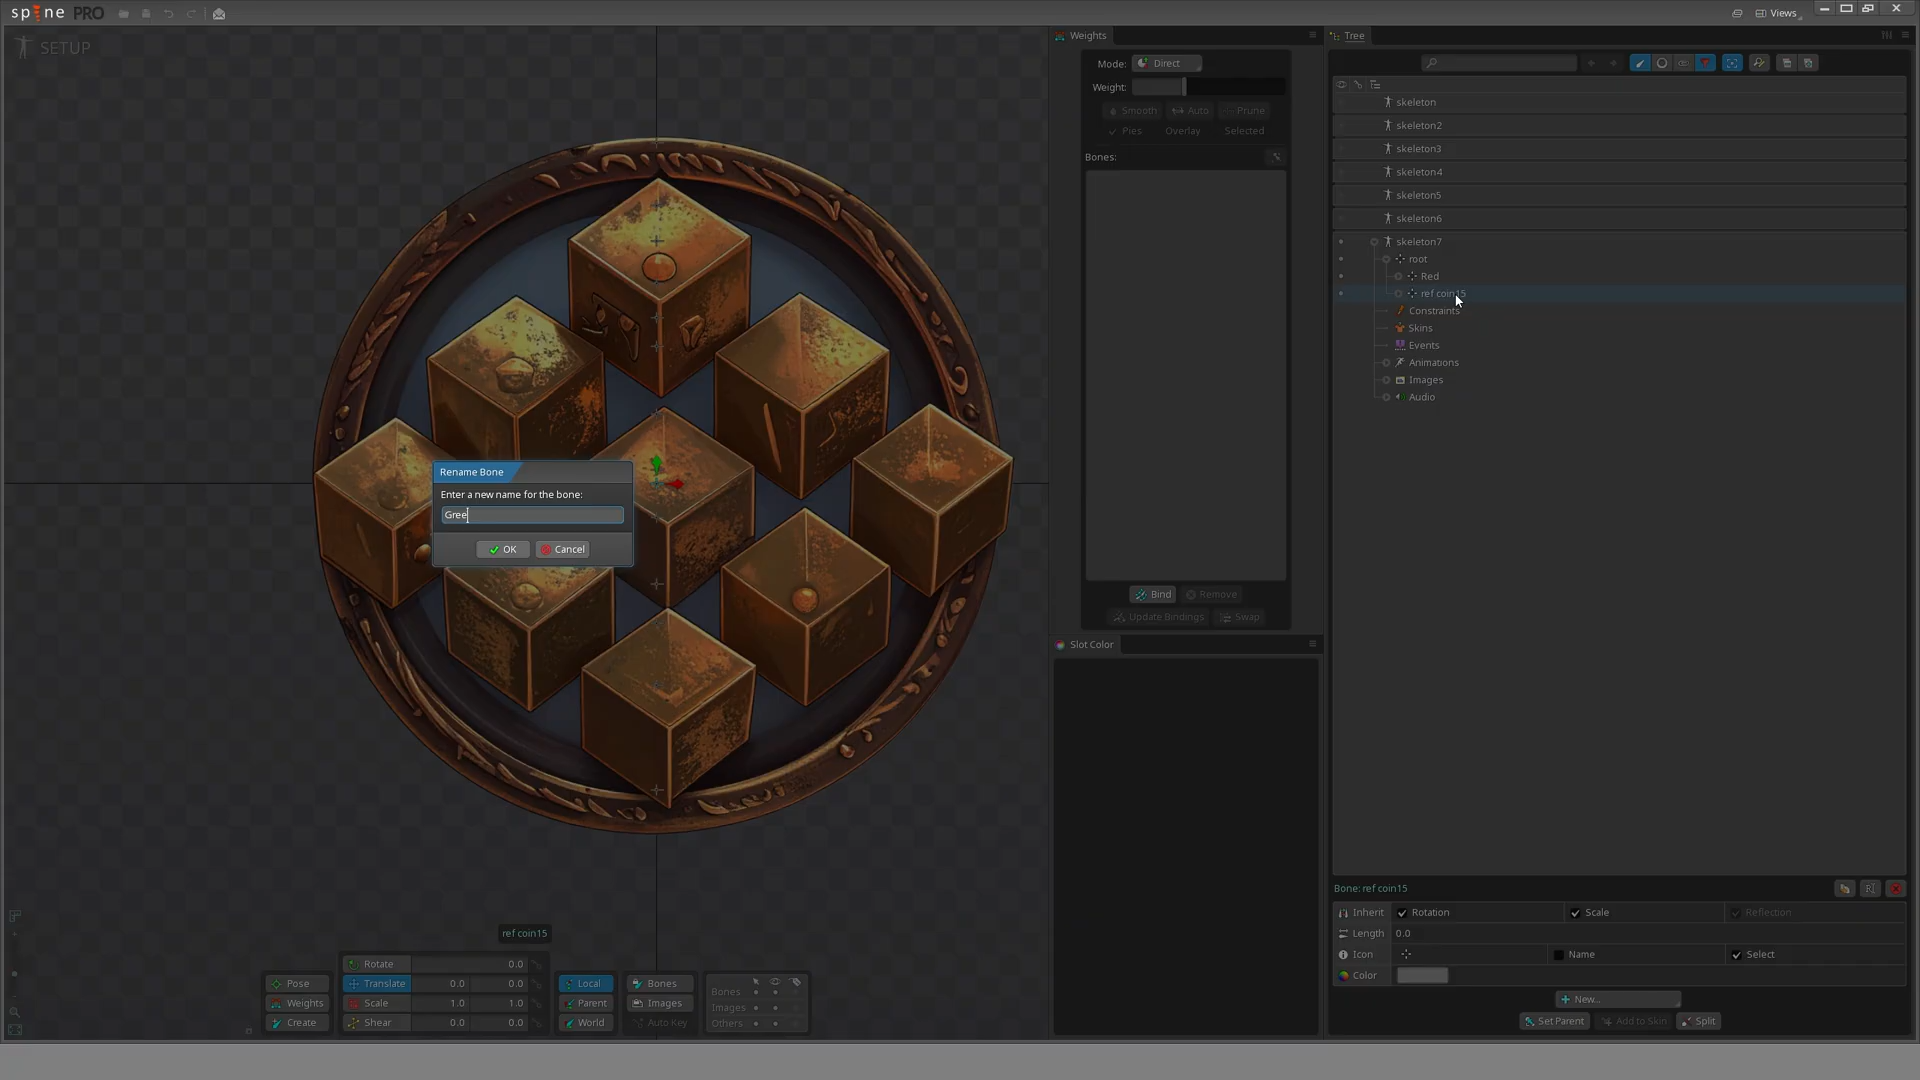 spine PRO
Views
SETUP
Weights
Mode: Direct
Weight:
Smooth Auto Prune
Pies Overlay Selected
Bones:
Bind Remove
Update Bindings Swap
Slot Color
Tree
skeleton
skeleton2
skeleton3
skeleton4
skeleton5
skeleton6
skeleton7
root
Red
ref coin15
Constraints
Skins
Events
Animations
Images
Audio
Rename Bone
Enter a new name for the bone:
Gree
OK Cancel
ref coin15
Pose
Weights
Create
Rotate 0.0
Translate 0.0 0.0
Scale 1.0 1.0
Shear 0.0 0.0
Local
Parent
World
Bones
Images
Auto Key
Bones
Images
Others
Bone: ref coin15
Inherit Rotation Scale Reflection
Length 0.0
Icon Name Select
Color
New...
Set Parent Add to Skin Split